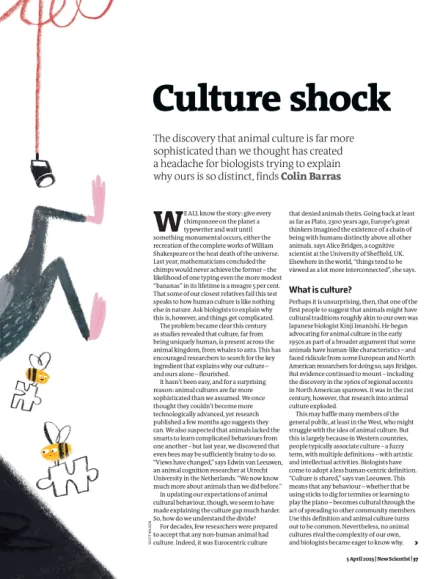 Culture shock
The discovery that animal culture is far more
sophisticated than we thought has created
a headache for biologists trying to explain
why ours is so distinct, finds Colin Barras
WE ALL know the story: give every
chimpanzee on the planet a
typewriter and wait until
something monumental occurs, either the
recreation of the complete works of William
Shakespeare or the heat death of the universe.
Last year, mathematicians concluded the
chimps would never achieve the former – the
likelihood of one typing even the more modest
"bananas" in its lifetime is a meagre 5 per cent.
That some of our closest relatives fail this test
speaks to how human culture is like nothing
else in nature. Ask biologists to explain why
this is, however, and things get complicated.
The problem became clear this century
as studies revealed that culture, far from
being uniquely human, is present across the
animal kingdom, from whales to ants. This has
encouraged researchers to search for the key
ingredient that explains why our culture –
and ours alone – flourished.
It hasn't been easy, and for a surprising
reason: animal cultures are far more
sophisticated than we assumed. We once
thought they couldn't become more
technologically advanced, yet research
published a few months ago suggests they
can. We also suspected that animals lacked the
smarts to learn complicated behaviours from
one another – but last year, we discovered that
even bees may be sufficiently brainy to do so.
"Views have changed," says Edwin van Leeuwen,
an animal cognition researcher at Utrecht
University in the Netherlands. "We now know
much more about animals than we did before."
In updating our expectations of animal
cultural behaviour, though, we seem to have
made explaining the culture gap much harder.
So, how do we understand the divide?
For decades, few researchers were prepared
to accept that any non-human animal had
culture. Indeed, it was Eurocentric culture
that denied animals theirs. Going back at least
as far as Plato, 2300 years ago, Europe's great
thinkers imagined the existence of a chain of
being with humans distinctly above all other
animals, says Alice Bridges, a cognitive
scientist at the University of Sheffield, UK.
Elsewhere in the world, "things tend to be
viewed as a lot more interconnected", she says.
What is culture?
Perhaps it is unsurprising, then, that one of the
first people to suggest that animals might have
cultural traditions roughly akin to our own was
Japanese biologist Kinji Imanishi. He began
advocating for animal culture in the early
1950s as part of a broader argument that some
animals have human-like characteristics – and
faced ridicule from some European and North
American researchers for doing so, says Bridges.
But evidence continued to mount – including
the discovery in the 1960s of regional accents
in North American sparrows. It was in the 21st
century, however, that research into animal
culture exploded.
This may baffle many members of the
general public, at least in the West, who might
struggle with the idea of animal culture. But
this is largely because in Western countries,
people typically associate culture – a fuzzy
term, with multiple definitions – with artistic
and intellectual activities. Biologists have
come to adopt a less human-centric definition.
"Culture is shared," says van Leeuwen. This
means that any behaviour – whether that be
using sticks to dig for termites or learning to
play the piano – becomes cultural through the
act of spreading to other community members.
Use this definition and animal culture turns
out to be common. Nevertheless, no animal
cultures rival the complexity of our own,
and biologists became eager to know why. >
SCOTT WILSON
5 April 2025 | New Scientist | 37